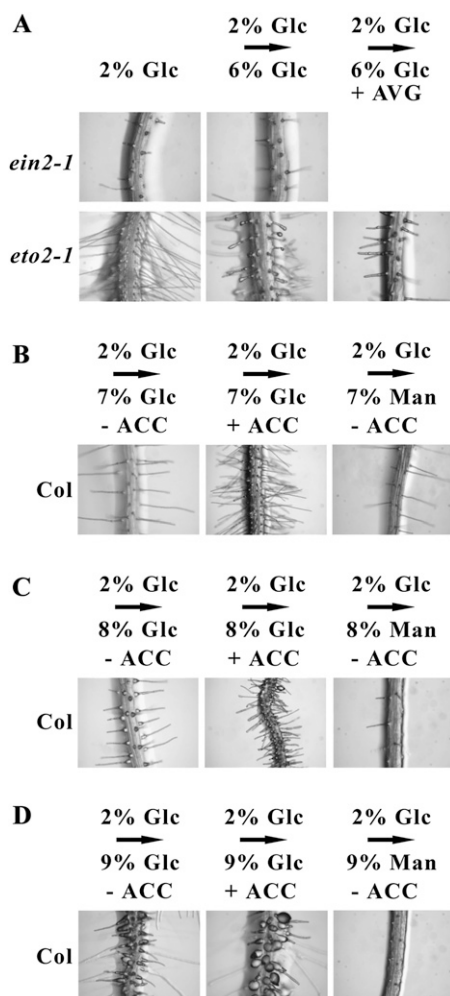 A
2% Glc 2% Glc
2% Glc 6% Glc 6% Glc
+ AVG
ein2-1
eto2-1
B
2% Glc 2% Glc 2% Glc
7% Glc 7% Glc 7% Man
- ACC + ACC - ACC
Col
C
2% Glc 2% Glc 2% Glc
8% Glc 8% Glc 8% Man
- ACC + ACC - ACC
Col
D
2% Glc 2% Glc 2% Glc
9% Glc 9% Glc 9% Man
- ACC + ACC - ACC
Col